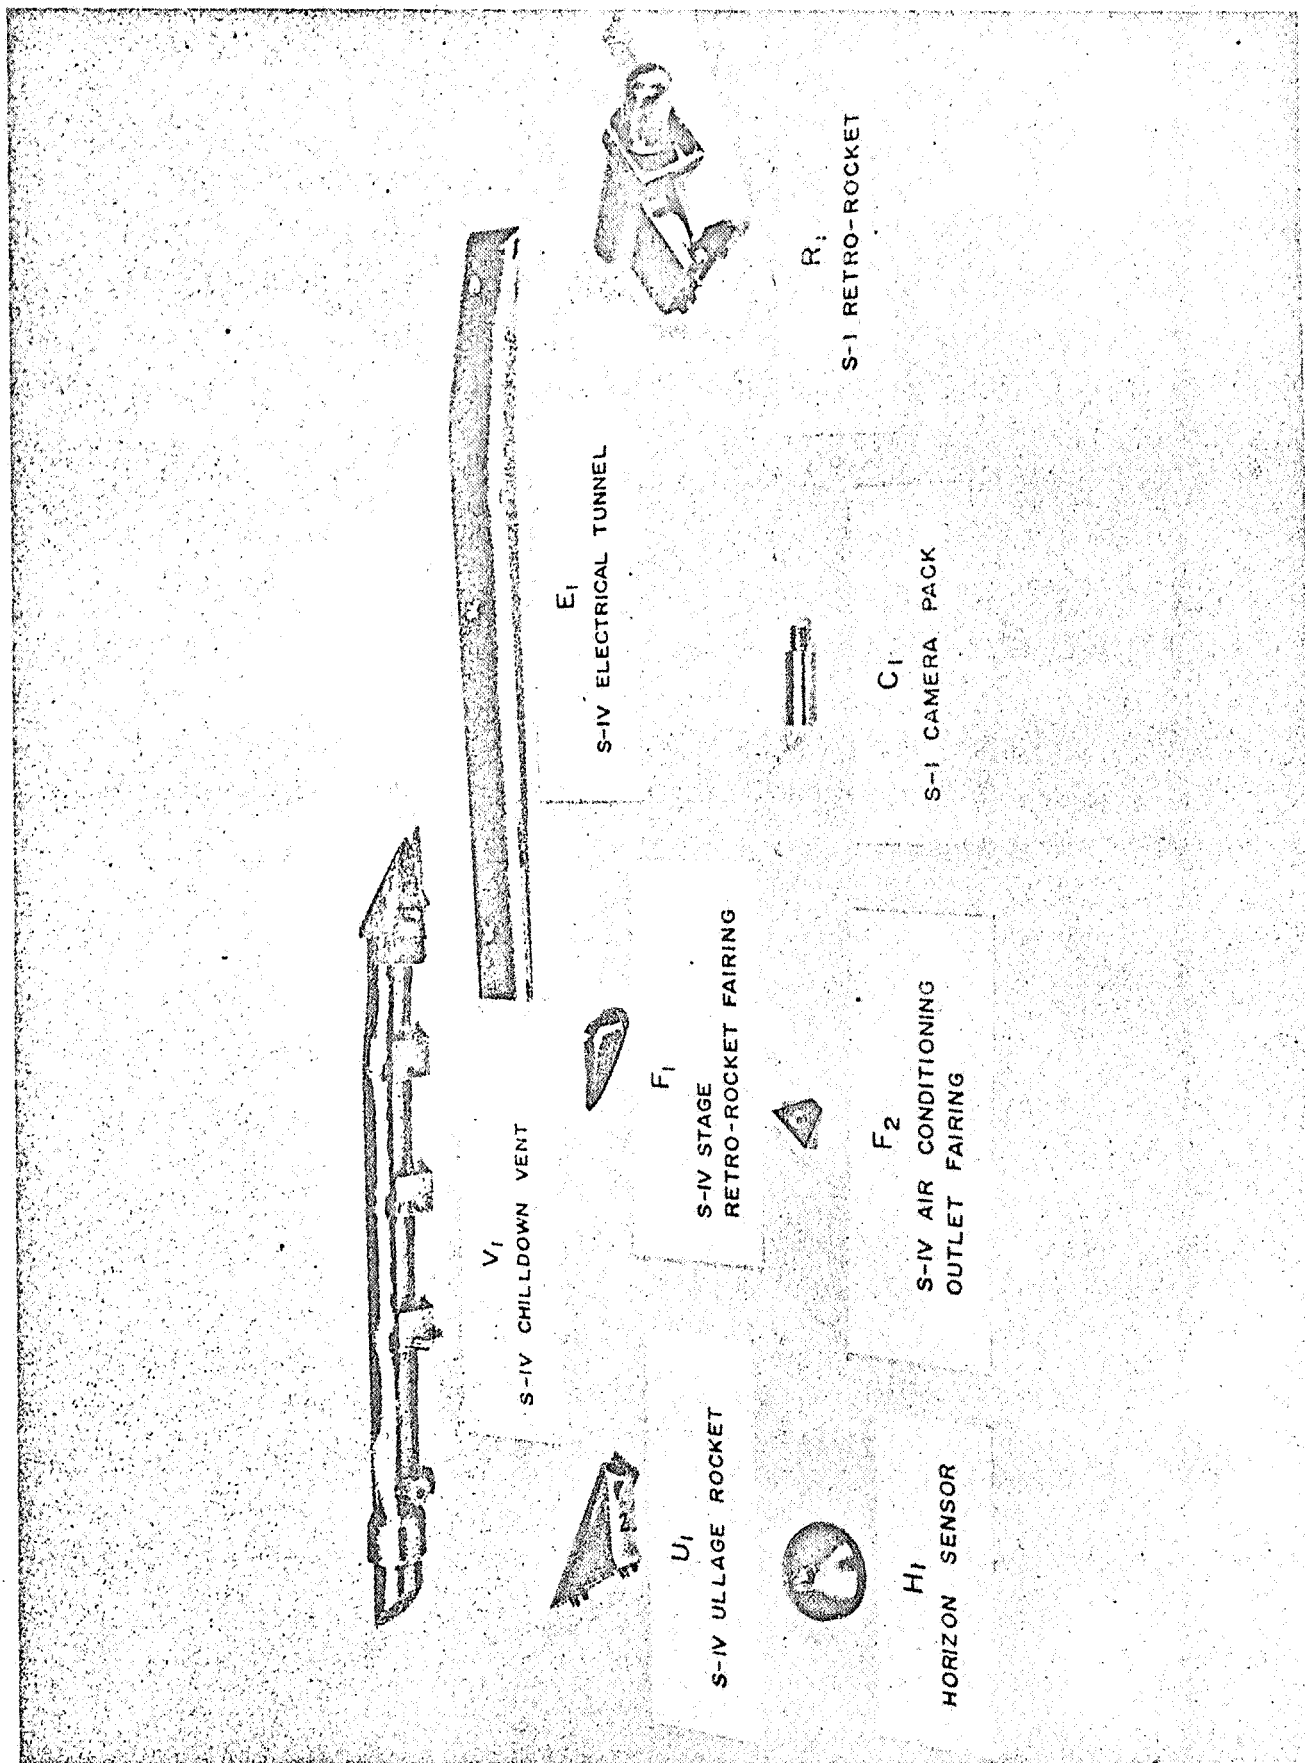 V₁
S-IV CHILLDOWN VENT
E₁
S-IV ELECTRICAL TUNNEL
U₁
S-IV ULLAGE ROCKET
F₁
S-IV STAGE
RETRO-ROCKET FAIRING
R₁
S-I RETRO-ROCKET
H₁
HORIZON SENSOR
F₂
S-IV AIR CONDITIONING
OUTLET FAIRING
C₁
S-I CAMERA PACK